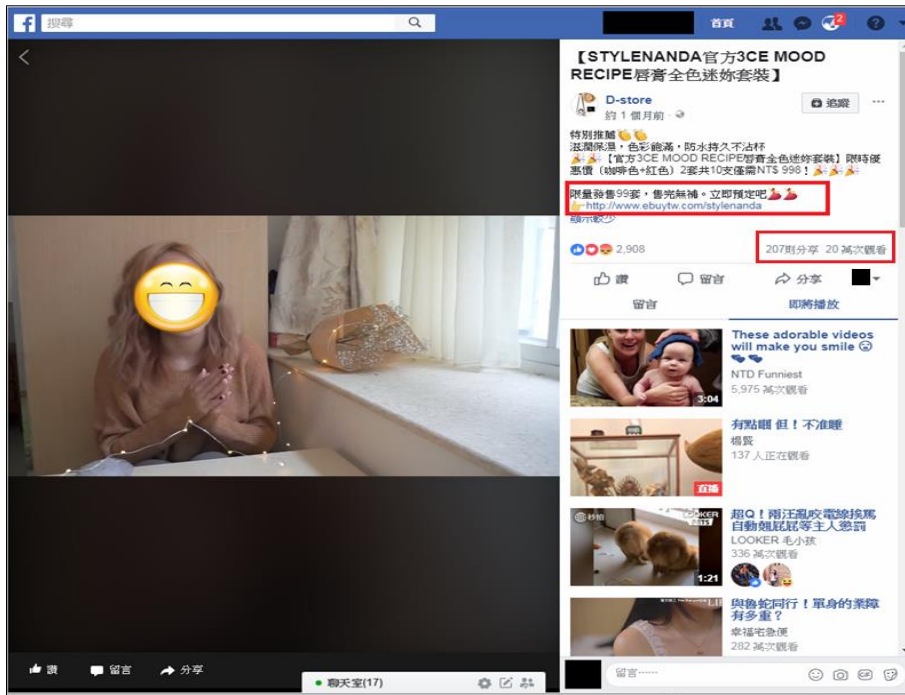 搜尋
首頁
2
【STYLENANDA官方3CE MOOD
RECIPE唇膏全色迷妳套裝】
D-store
追蹤
約 1 個月前
特別推薦
滋潤保濕，色彩飽滿，防水持久不沾杯
【官方3CE MOOD RECIPE唇膏全色迷妳套裝】限時優
惠價（咖啡色+紅色）2套共10支僅需NT$ 998！
限量發售99套，售完無補。立即預定吧
http://www.ebuytw.com/stylenanda
顯示較少
2,908
207則分享 20 萬次觀看
讚 留言 分享
留言 即將播放
These adorable videos
will make you smile
NTD Funniest
5,975 萬次觀看
3:04
有點睏 但！不准睡
楊賢
137 人正在觀看
直播
超Q！兩汪亂咬電線挨罵
自動翹屁屁等主人懲罰
LOOKER 毛小孩
336 萬次觀看
秒拍
LOOKER
PETS
1:21
與魯蛇同行！單身的業障
有多重？
幸福宅急便
282 萬次觀看
讚 留言 分享
聊天室(17)
留言......